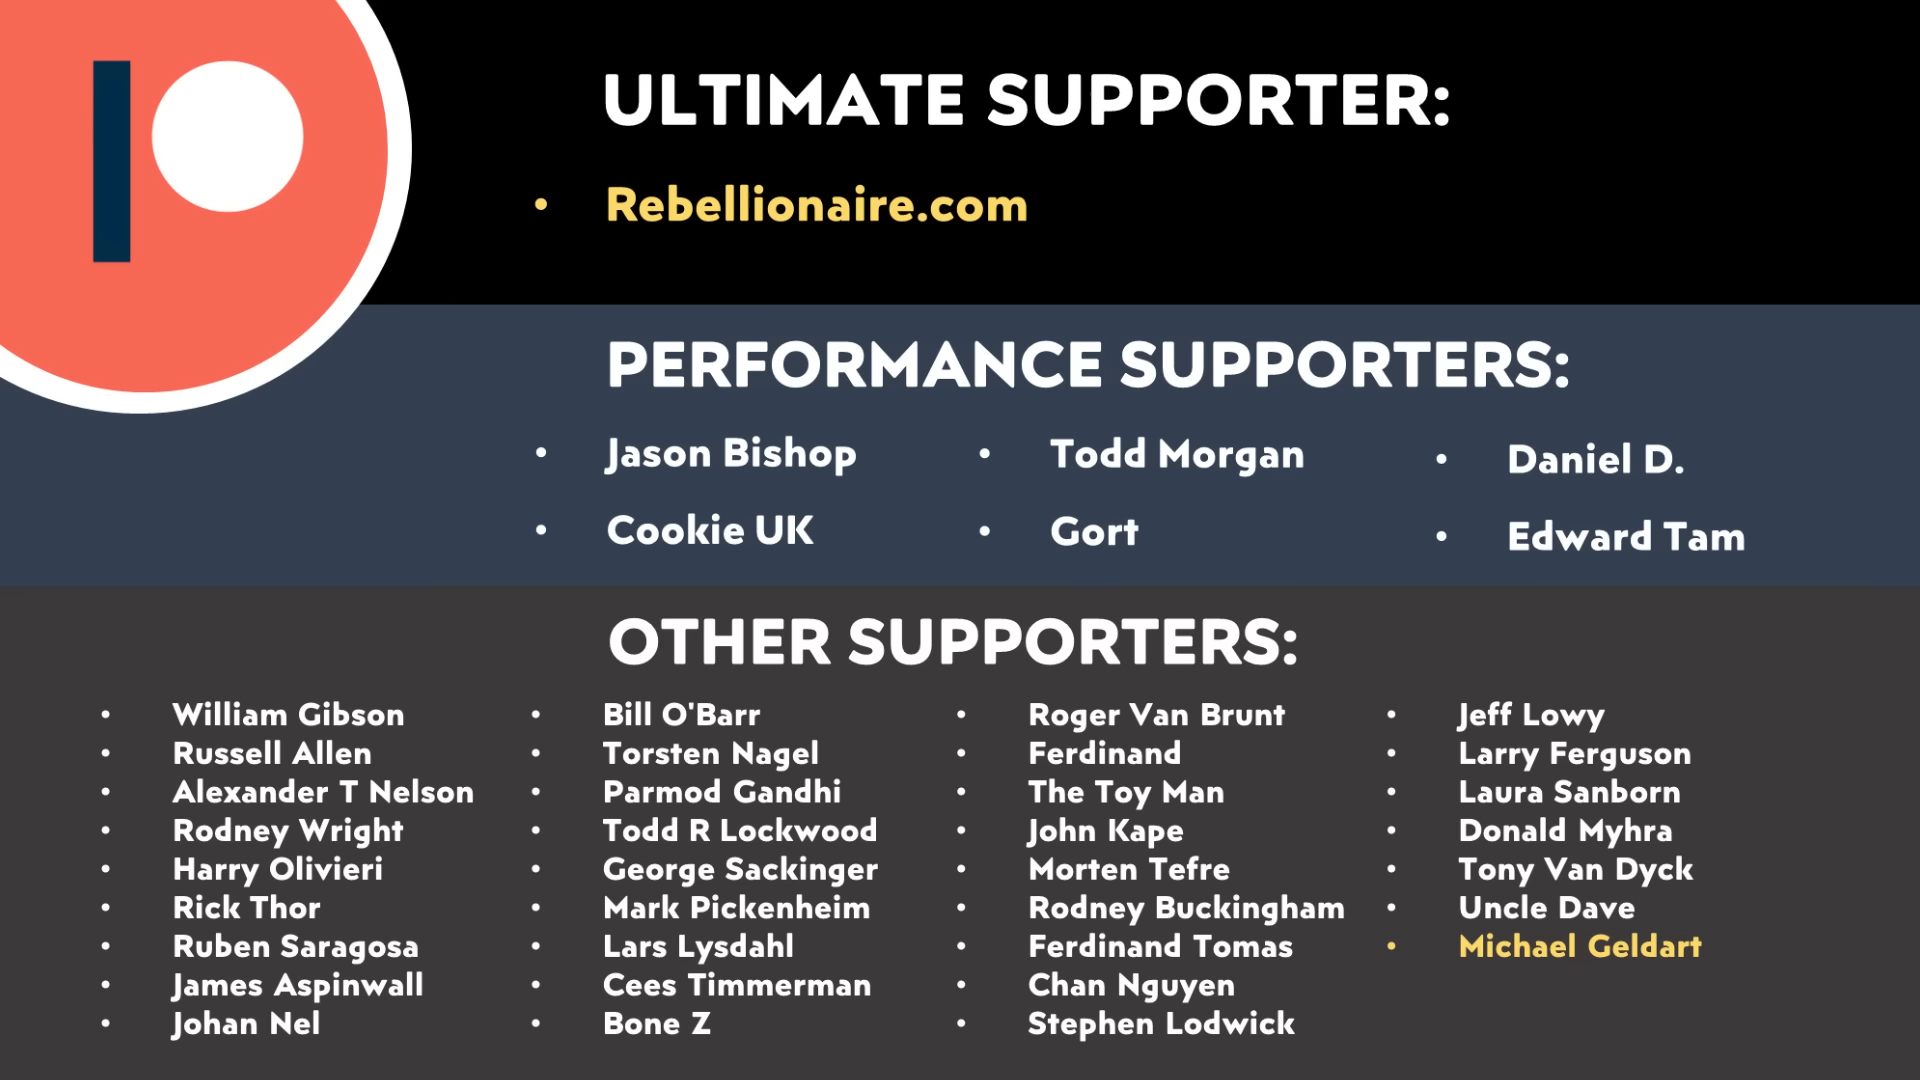 ULTIMATE SUPPORTER:
• Rebellionaire.com
PERFORMANCE SUPPORTERS:
• Jason Bishop
• Cookie UK
• Todd Morgan
• Gort
• Daniel D.
• Edward Tam
OTHER SUPPORTERS:
• William Gibson
• Russell Allen
• Alexander T Nelson
• Rodney Wright
• Harry Olivieri
• Rick Thor
• Ruben Saragosa
• James Aspinwall
• Johan Nel
• Bill O'Barr
• Torsten Nagel
• Parmod Gandhi
• Todd R Lockwood
• George Sackinger
• Mark Pickenheim
• Lars Lysdahl
• Cees Timmerman
• Bone Z
• Roger Van Brunt
• Ferdinand
• The Toy Man
• John Kape
• Morten Tefre
• Rodney Buckingham
• Ferdinand Tomas
• Chan Nguyen
• Stephen Lodwick
• Jeff Lowy
• Larry Ferguson
• Laura Sanborn
• Donald Myhra
• Tony Van Dyck
• Uncle Dave
• Michael Geldart